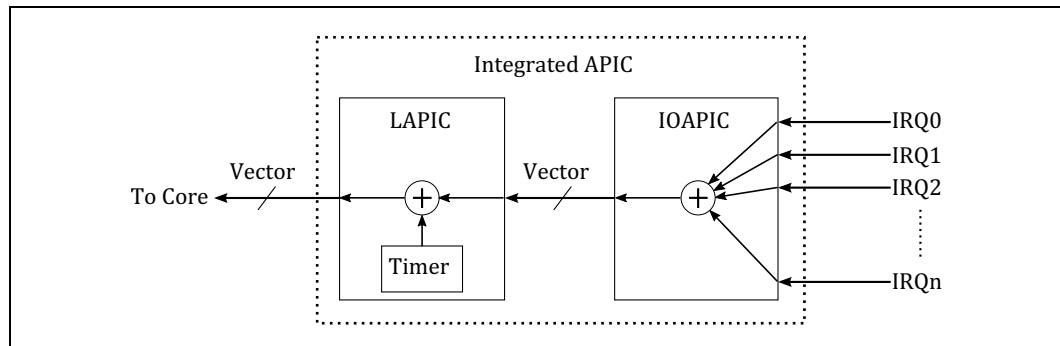 Integrated APIC
LAPIC
IOAPIC
IRQ0
IRQ1
Vector
Vector
To Core
IRQ2
Timer
IRQn